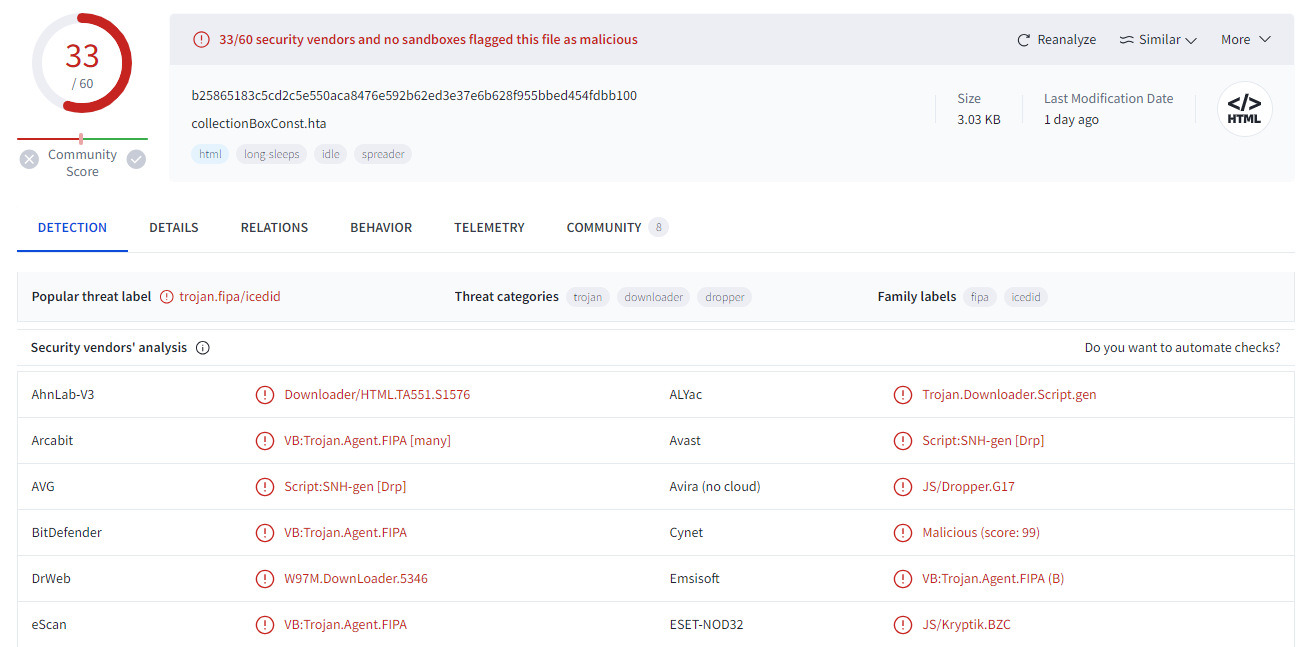 33
/ 60
Community
Score
33/60 security vendors and no sandboxes flagged this file as malicious
Reanalyze Similar More
b25865183c5cd2c5e550aca8476e592b62ed3e37e6b628f955bbed454fdbb100
collectionBoxConst.hta
html long-sleeps idle spreader
Size
3.03 KB
Last Modification Date
1 day ago
</>
HTML
DETECTION DETAILS RELATIONS BEHAVIOR TELEMETRY COMMUNITY 8
Popular threat label trojan.fipa/icedid Threat categories trojan downloader dropper Family labels fipa icedid
Security vendors' analysis Do you want to automate checks?
AhnLab-V3 Downloader/HTML.TA551.S1576 ALYac Trojan.Downloader.Script.gen
Arcabit VB:Trojan.Agent.FIPA [many] Avast Script:SNH-gen [Drp]
AVG Script:SNH-gen [Drp] Avira (no cloud) JS/Dropper.G17
BitDefender VB:Trojan.Agent.FIPA Cynet Malicious (score: 99)
DrWeb W97M.DownLoader.5346 Emsisoft VB:Trojan.Agent.FIPA (B)
eScan VB:Trojan.Agent.FIPA ESET-NOD32 JS/Kryptik.BZC